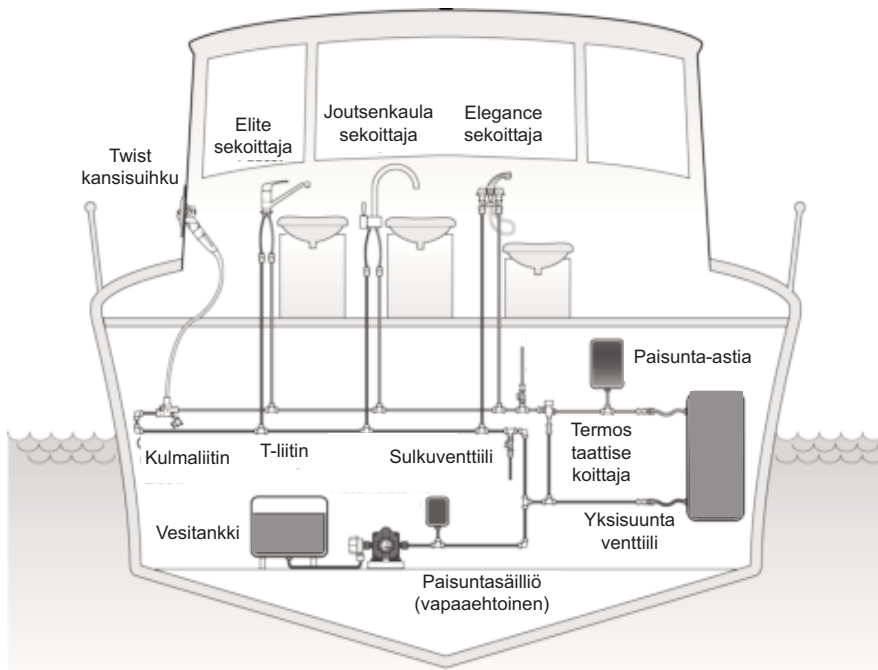 Joutsenkaula
sekoittaja
Elegance
sekoittaja
Elite
sekoittaja
Twist
kansisuihku
Paisunta-astia
Kulmaliitin
T-liitin
Sulkuventtiili
Termos
taattise
koittaja
Vesitankki
Yksisuunta
venttiili
Paisuntasäiliö
(vapaaehtoinen)